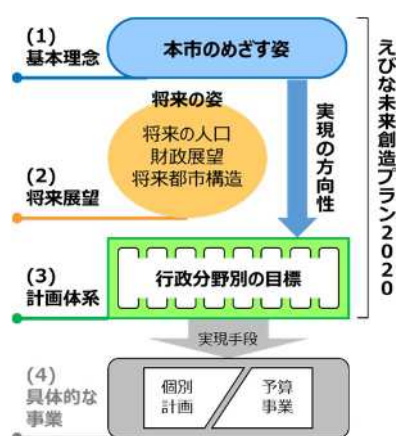 (1)
基本理念
本市のめざす姿
将来の姿
将来の人口
財政展望
将来都市構造
(2)
将来展望
実現の方向性
えびな未来創造プラン2020
(3)
計画体系
行政分野別の目標
実現手段
(4)
具体的な
事業
個別
計画
予算
事業